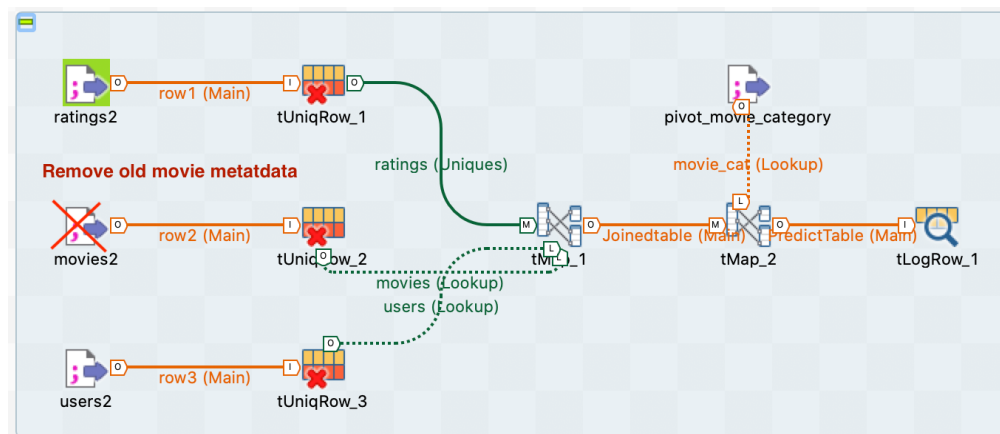 O
row1 (Main)
I
O
ratings2
tUniqRow_1
pivot_movie_category
O
ratings (Uniques)
movie_cat (Lookup)
Remove old movie metatdata
L
O
row2 (Main)
I
M
O
Joinedtable (Main)
M
O
PredictTable (Main)
I
movies2
tUniqRow_2
O
L
L
tMap_1
tMap_2
tLogRow_1
movies (Lookup)
users (Lookup)
O
O
row3 (Main)
I
users2
tUniqRow_3